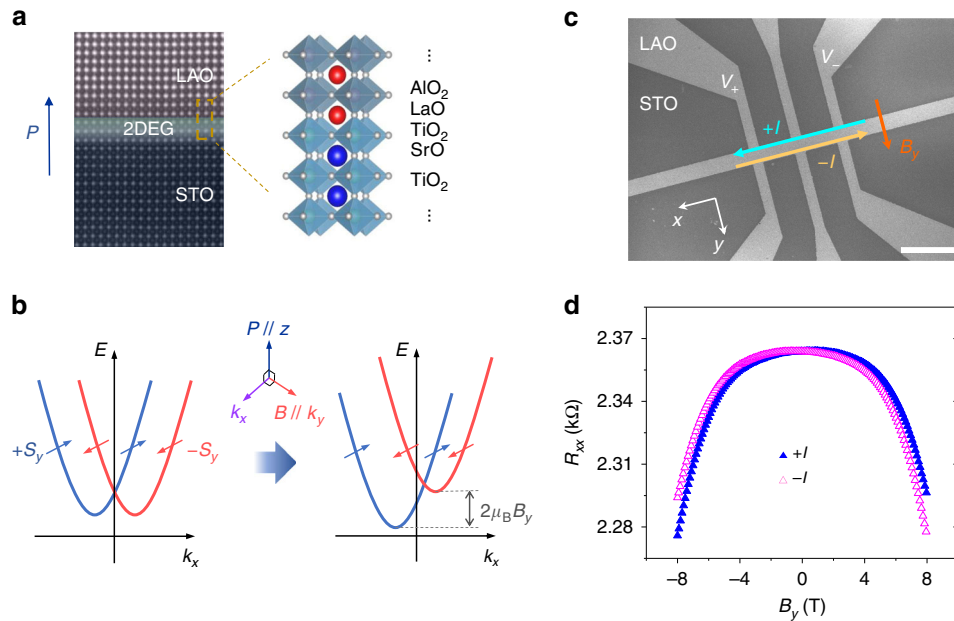 a
P
LAO
2DEG
STO
⋮
AlO₂
LaO
TiO₂
SrO
TiO₂
⋮
b
E
+Sy
−Sy
kx
P // z
kx
B // ky
E
2μBBy
kx
c
LAO
STO
V+
V−
+I
−I
By
x
y
d
Rxx (kΩ)
2.37
2.34
2.31
2.28
+I
−I
−8
−4
0
4
8
By (T)